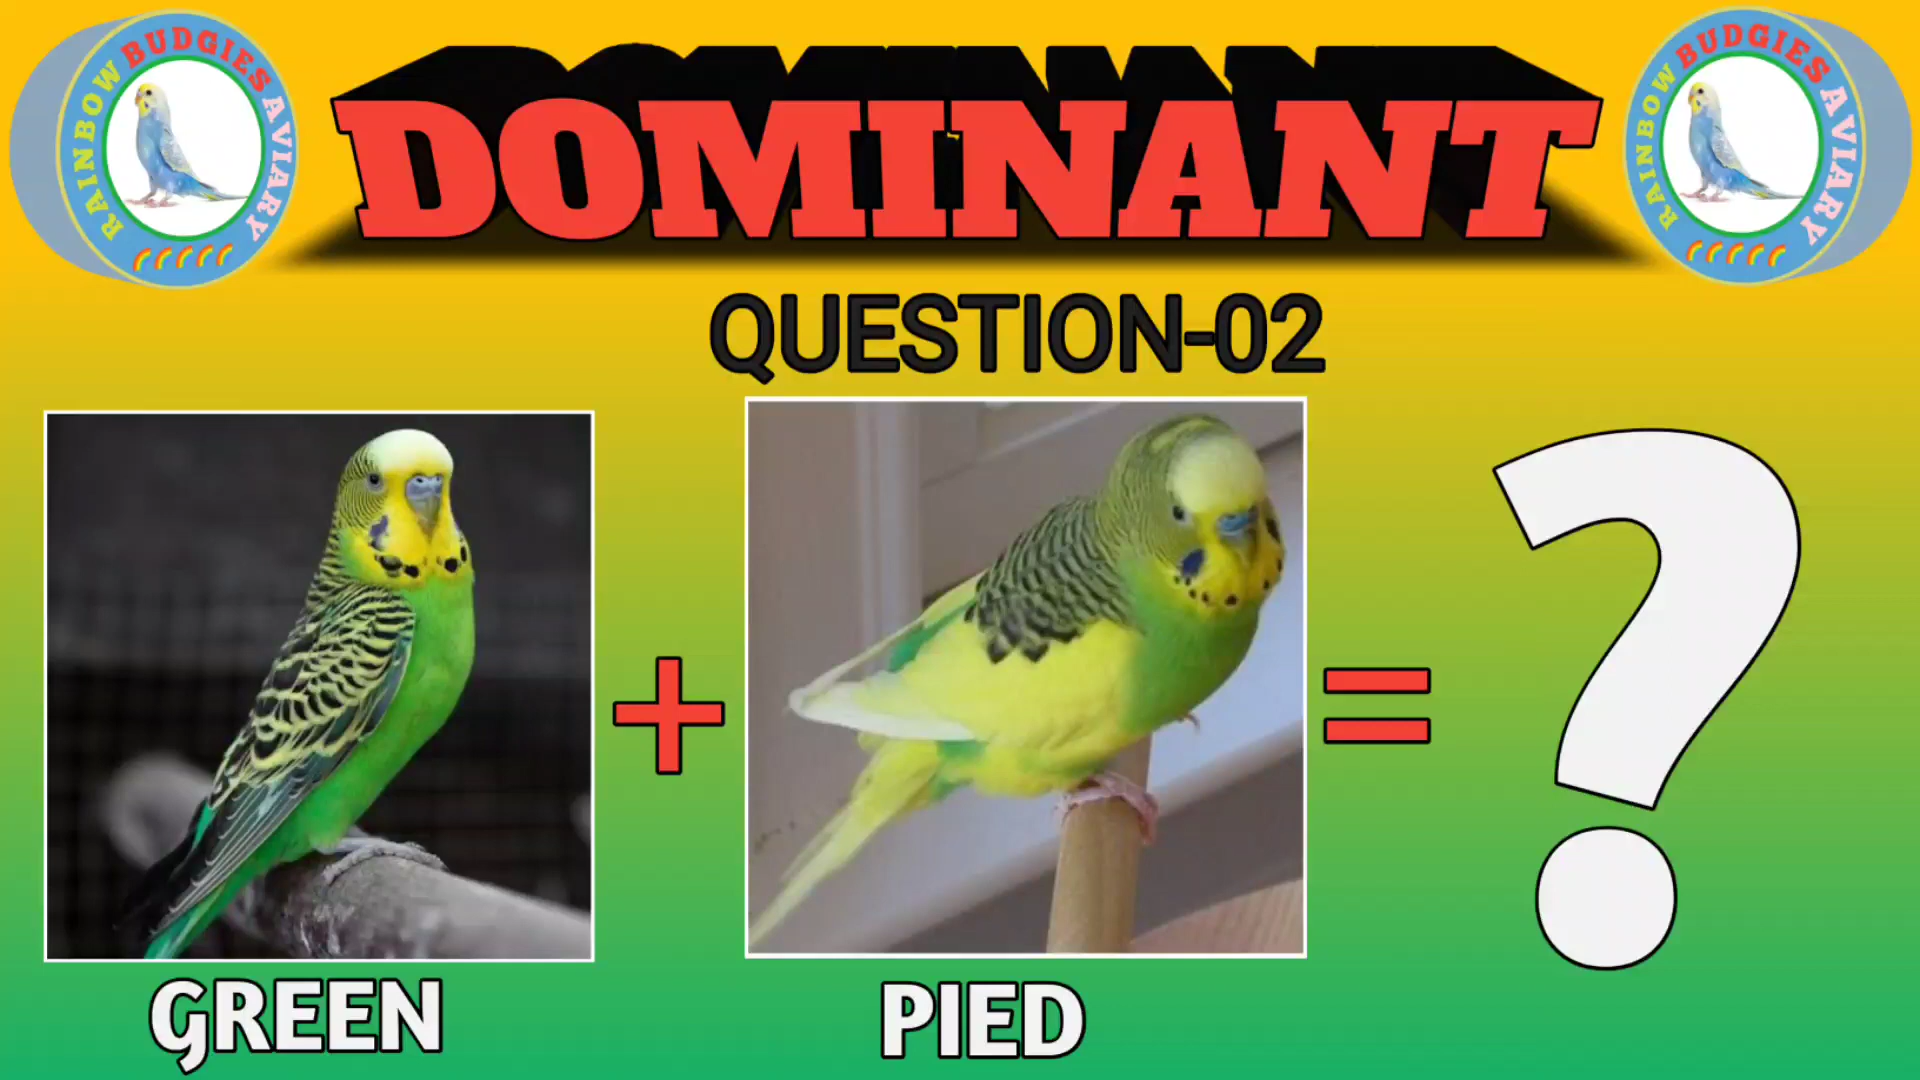 RAINBOW BUDGIES AVIARY
DOMINANT
RAINBOW BUDGIES AVIARY
QUESTION-02
+
=
?
GREEN
PIED